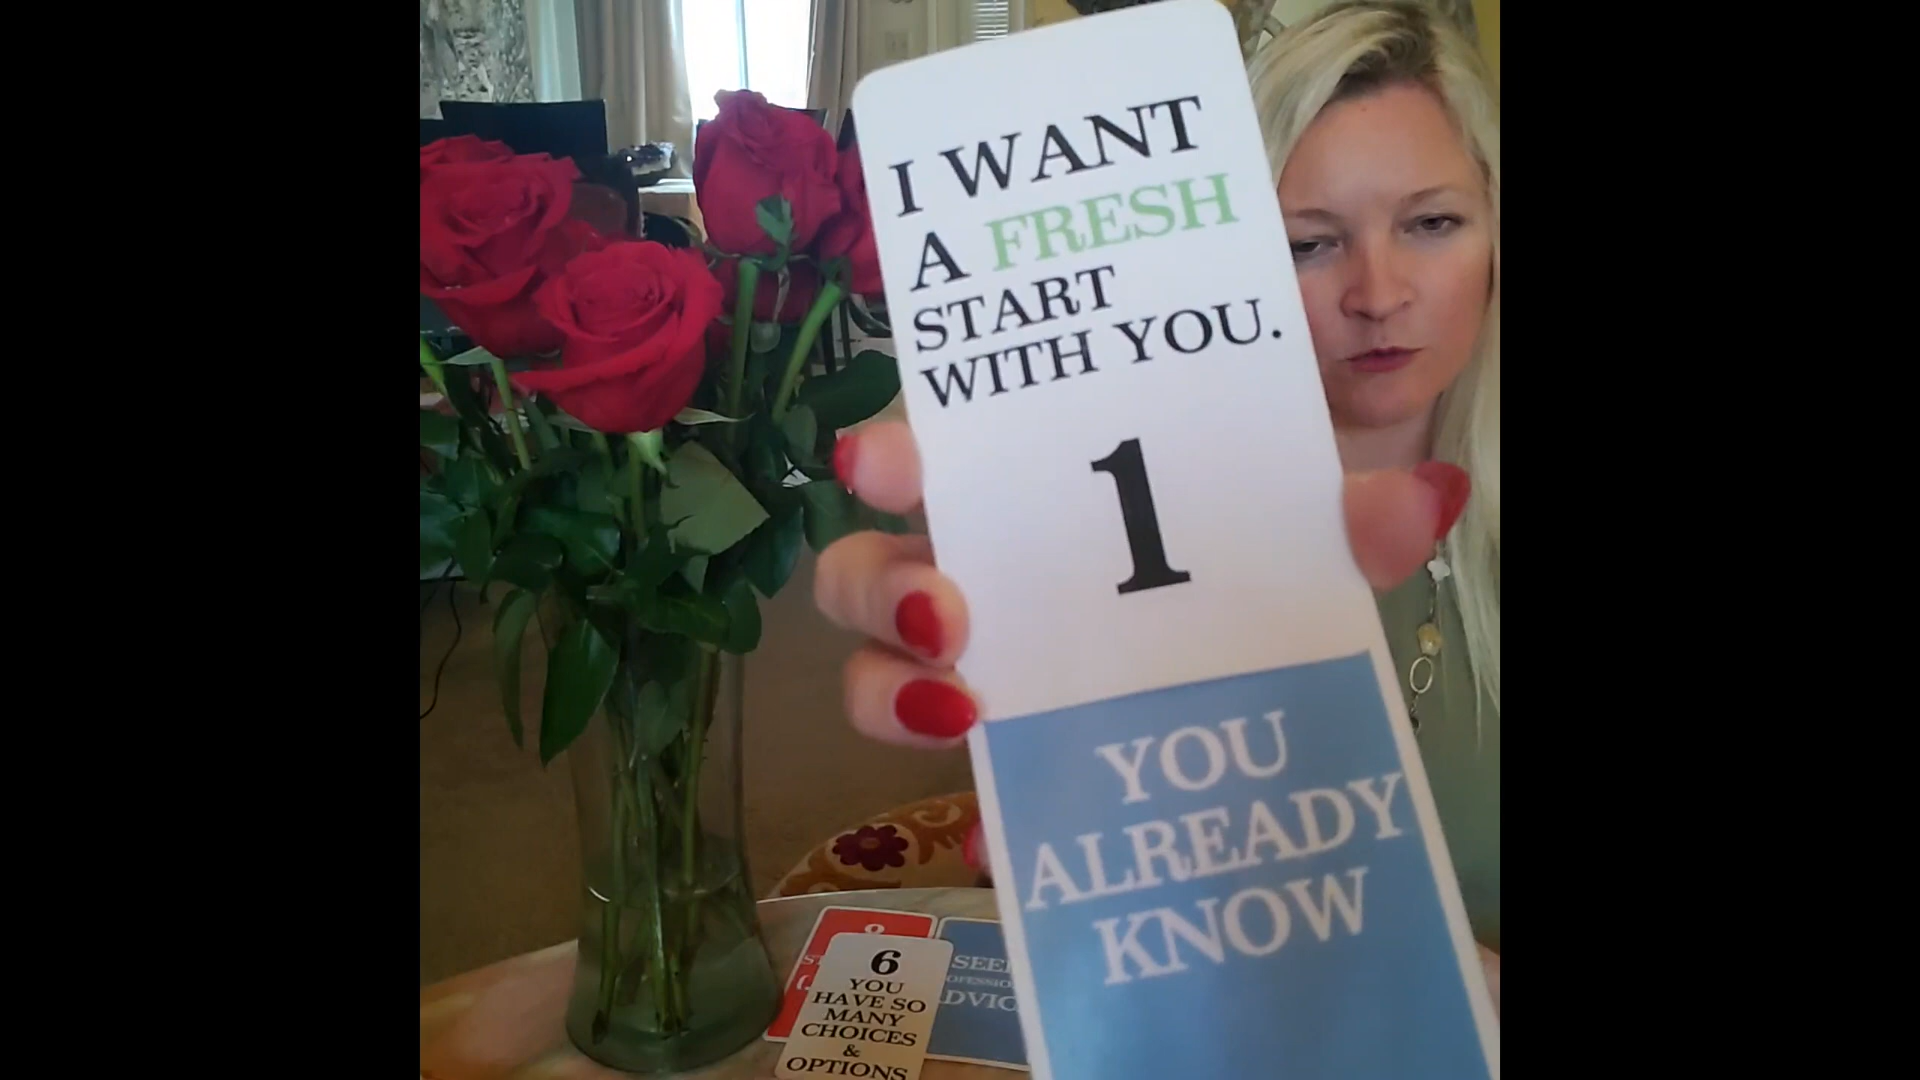 I WANT
A FRESH
START
WITH YOU.
1
YOU
ALREADY
KNOW
6
YOU
HAVE SO
MANY
CHOICES
&
OPTIONS